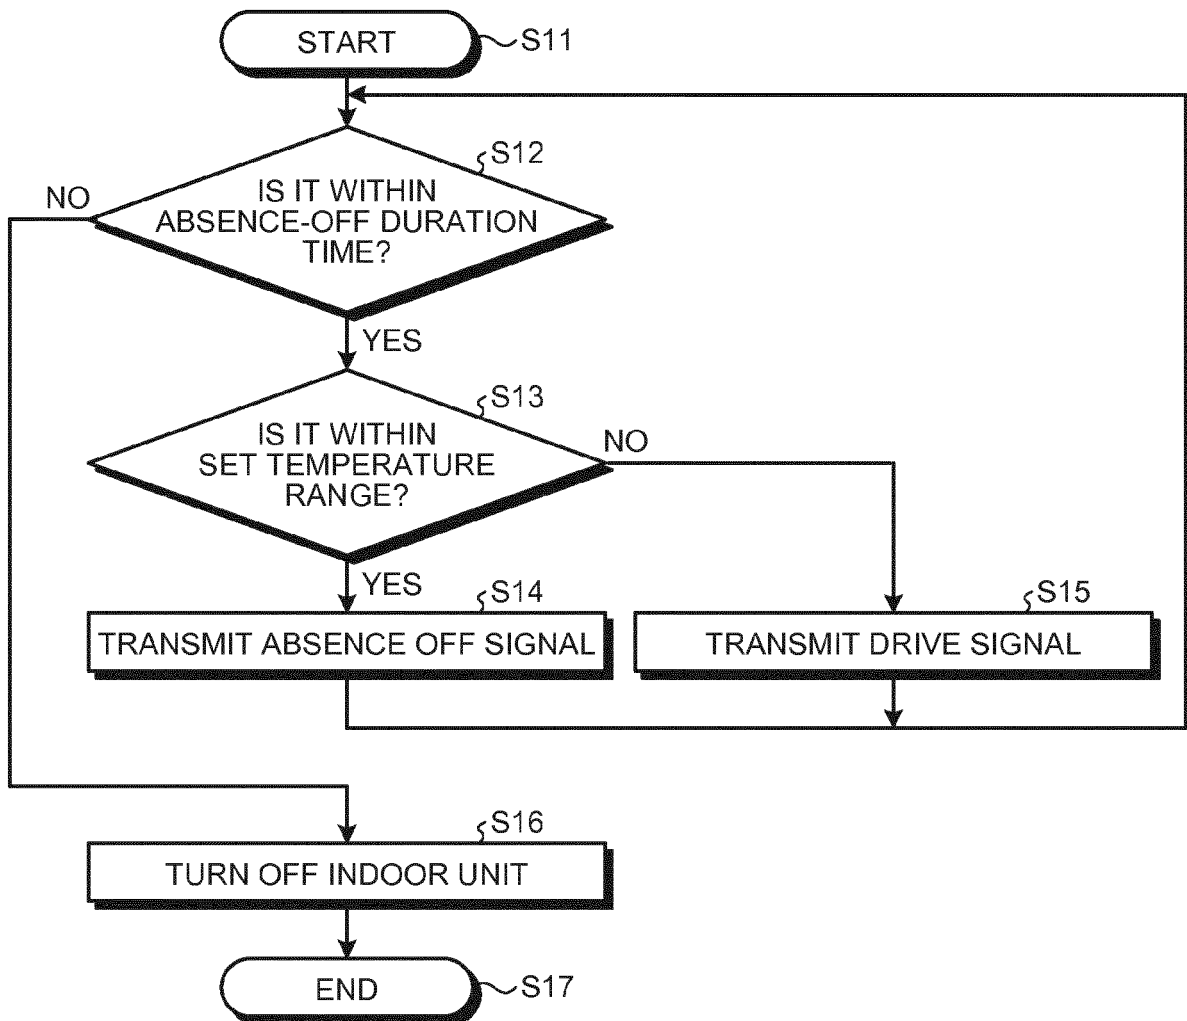 START
S11
S12
NO
IS IT WITHIN
ABSENCE-OFF DURATION
TIME?
YES
S13
IS IT WITHIN
SET TEMPERATURE
RANGE?
NO
YES
S14
TRANSMIT ABSENCE OFF SIGNAL
S15
TRANSMIT DRIVE SIGNAL
S16
TURN OFF INDOOR UNIT
END
S17